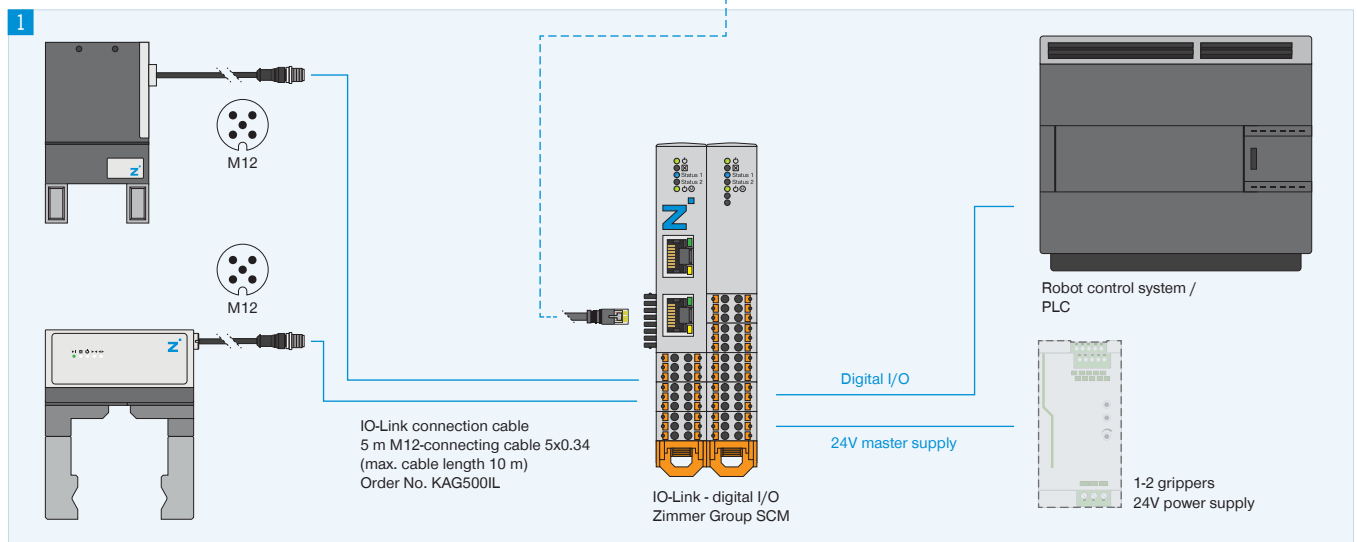 1
M12
M12
IO-Link connection cable
5 m M12-connecting cable 5x0.34
(max. cable length 10 m)
Order No. KAG500IL
Status 1
Status 2
Status 1
Status 2
IO-Link - digital I/O
Zimmer Group SCM
Digital I/O
24V master supply
Robot control system /
PLC
1-2 grippers
24V power supply